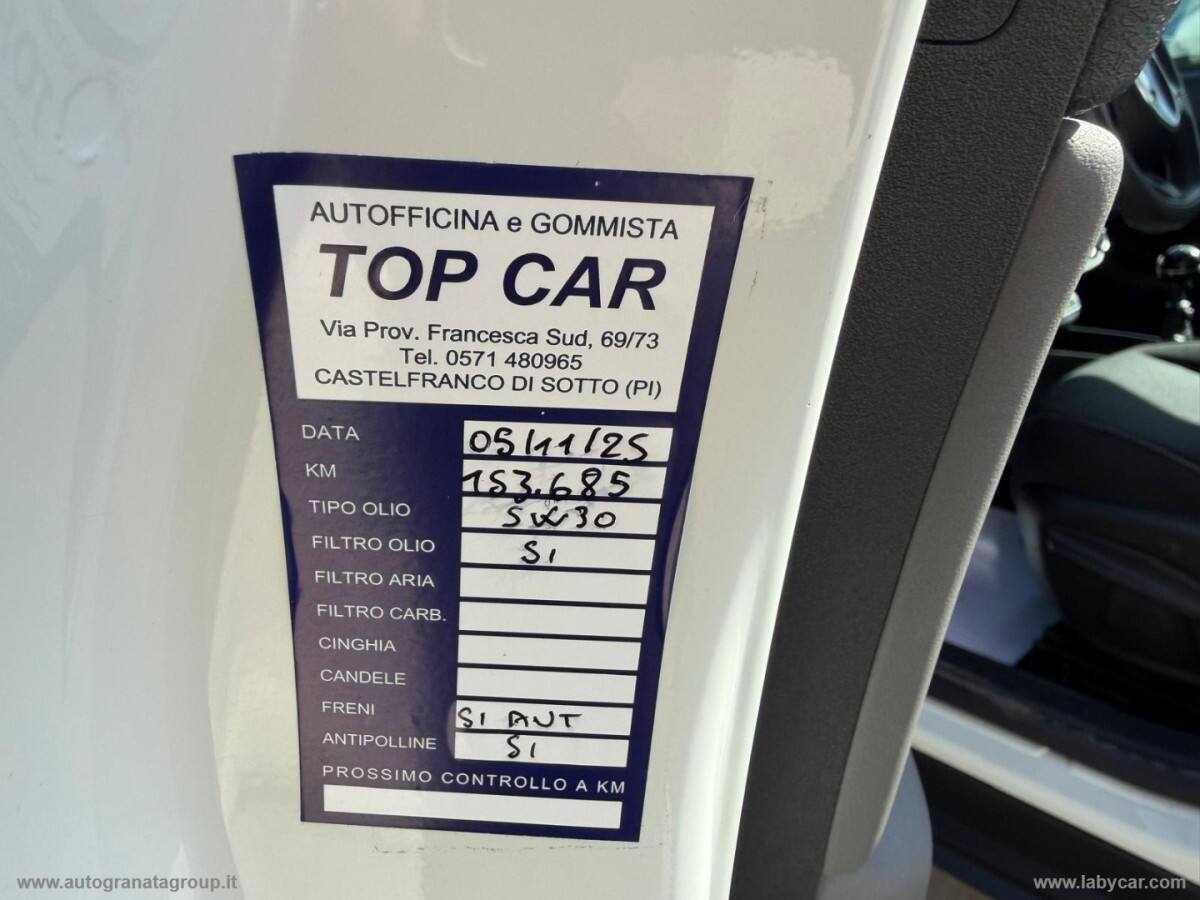 AUTOFFICINA e GOMMISTA
TOP CAR
Via Prov. Francesca Sud, 69/73
Tel. 0571 480965
CASTELFRANCO DI SOTTO (PI)
DATA 05/11/25
KM 153.685
TIPO OLIO 5W30
FILTRO OLIO SI
FILTRO ARIA
FILTRO CARB.
CINGHIA
CANDELE
FRENI SI ANT
ANTIPOLLINE SI
PROSSIMO CONTROLLO A KM
www.autogranatagroup.it
www.labycar.com